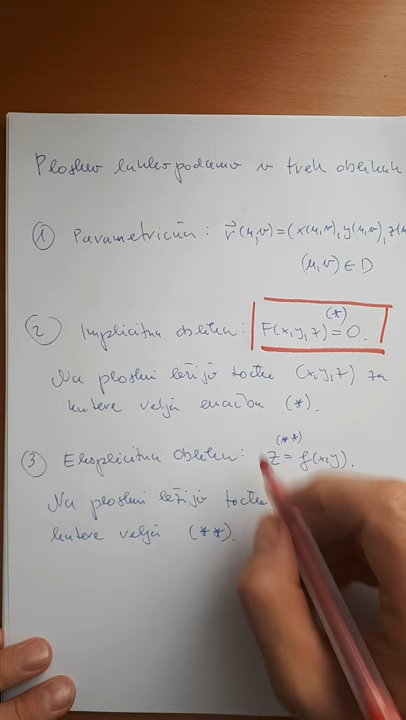 Ploskev lahko podamo v treh oblikah
① Parametrična: r⃗(u,v)=(x(u,v), y(u,v), z(u
(u,v) ∈ D
② Implicitna oblika: F(x,y,z) = 0.
(*)
Na ploskvi ležijo točke (x,y,z) za
katere velja enačba (*).
(**)
③ Eksplicitna oblika: z = f(x,y).
Na ploskvi ležijo točke
katere velja (**).